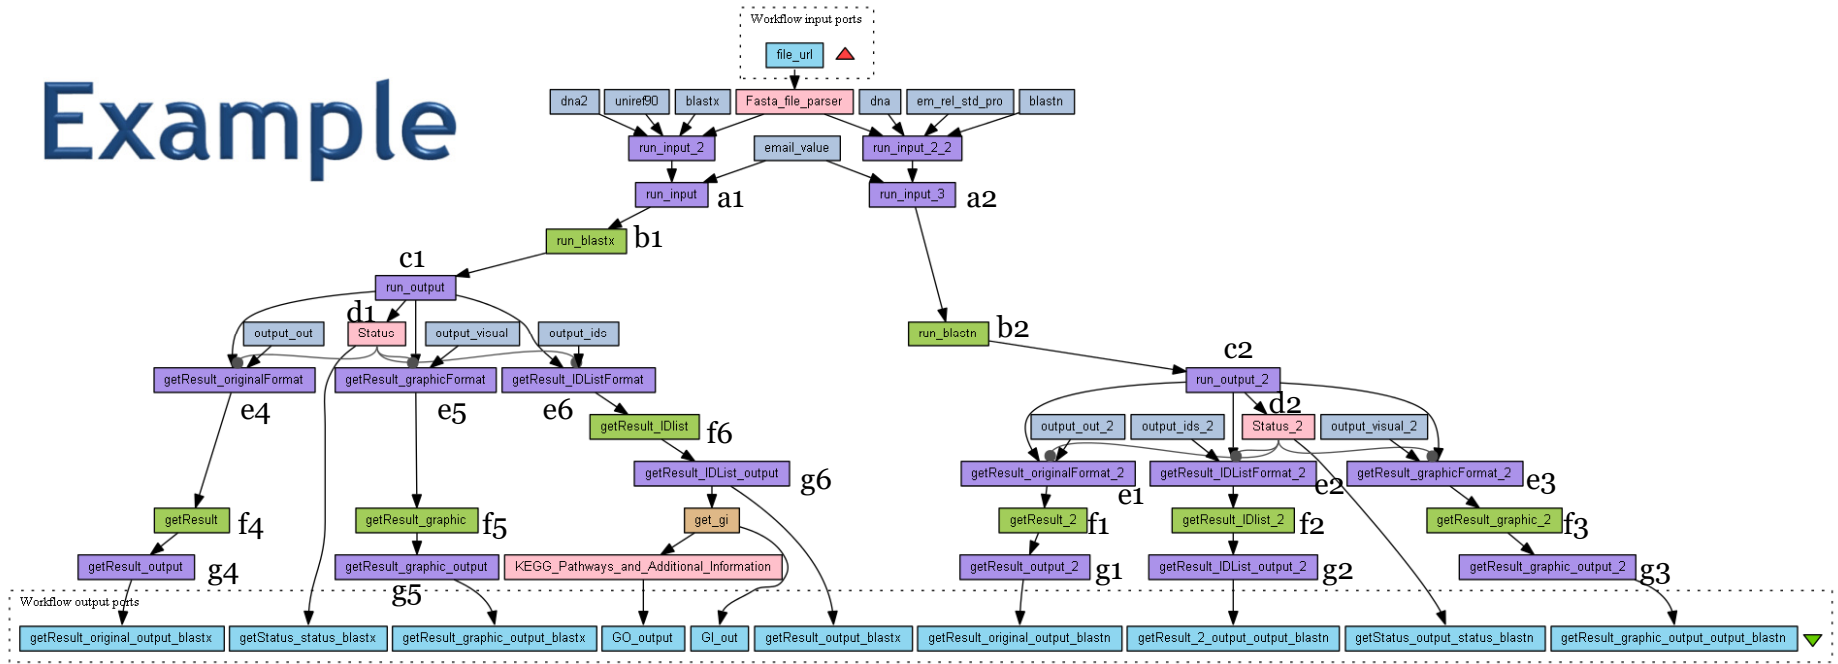 Workflow input ports
file_url
Example
dna2 uniref90 blastx Fasta_file_parser dna em_rel_std_pro blastn
run_input_2 email_value run_input_2_2
run_input a1 run_input_3 a2
run_blastx b1
c1
run_output
d1
output_out Status output_visual output_ids run_blastn b2
c2
getResult_originalFormat getResult_graphicFormat getResult_IDListFormat run_output_2
e4 e5 e6 d2
getResult_IDlist f6 output_out_2 output_ids_2 Status_2 output_visual_2
getResult_IDList_output g6 getResult_originalFormat_2 getResult_IDListFormat_2 getResult_graphicFormat_2
e1 e2 e3
getResult f4 getResult_graphic f5 get_gi getResult_2 f1 getResult_IDlist_2 f2 getResult_graphic_2 f3
getResult_output g4 getResult_graphic_output KEGG_Pathways_and_Additional_Information getResult_output_2 g1 getResult_IDList_output_2 g2 getResult_graphic_output_2 g3
g5
Workflow output ports
getResult_original_output_blastx getStatus_status_blastx getResult_graphic_output_blastx GO_output GI_out getResult_output_blastx getResult_original_output_blastn getResult_2_output_output_blastn getStatus_output_status_blastn getResult_graphic_output_output_blastn